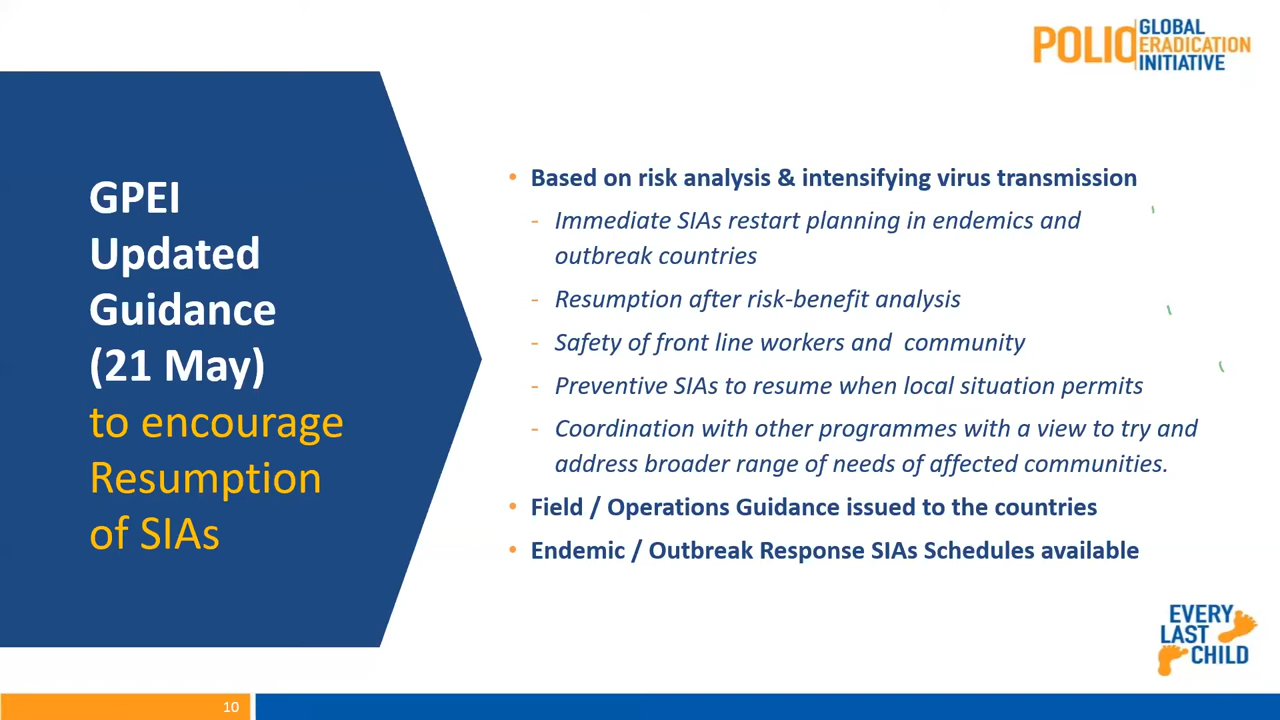 POLIO GLOBAL
ERADICATION
INITIATIVE
GPEI
Updated
Guidance
(21 May)
to encourage
Resumption
of SIAs
• Based on risk analysis & intensifying virus transmission
- Immediate SIAs restart planning in endemics and
outbreak countries
- Resumption after risk-benefit analysis
- Safety of front line workers and  community
- Preventive SIAs to resume when local situation permits
- Coordination with other programmes with a view to try and
address broader range of needs of affected communities.
• Field / Operations Guidance issued to the countries
• Endemic / Outbreak Response SIAs Schedules available
EVERY
LAST
CHILD
10